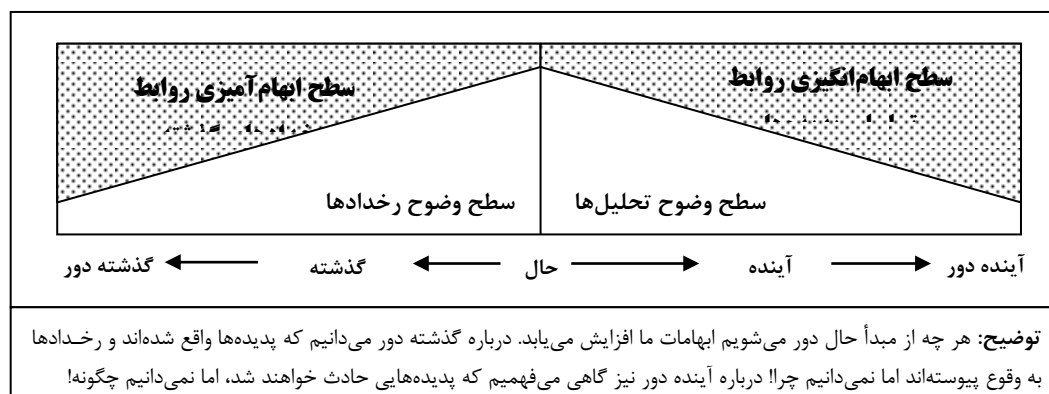 سطح ابهام‌انگیزی روابط
سطح ابهام‌آمیزی روابط
سطح وضوح تحلیل‌ها
سطح وضوح رخدادها
آینده دور
آینده
حال
گذشته
گذشته دور
توضیح: هر چه از مبدأ حال دور می‌شویم ابهامات ما افزایش می‌یابد. درباره گذشته دور می‌دانیم که پدیده‌ها واقع شده‌اند و رخـدادها
به وقوع پیوسته‌اند اما نمی‌دانیم چرا! درباره آینده دور نیز گاهی می‌فهمیم که پدیده‌هایی حادث خواهند شد، اما نمی‌دانیم چگونه!